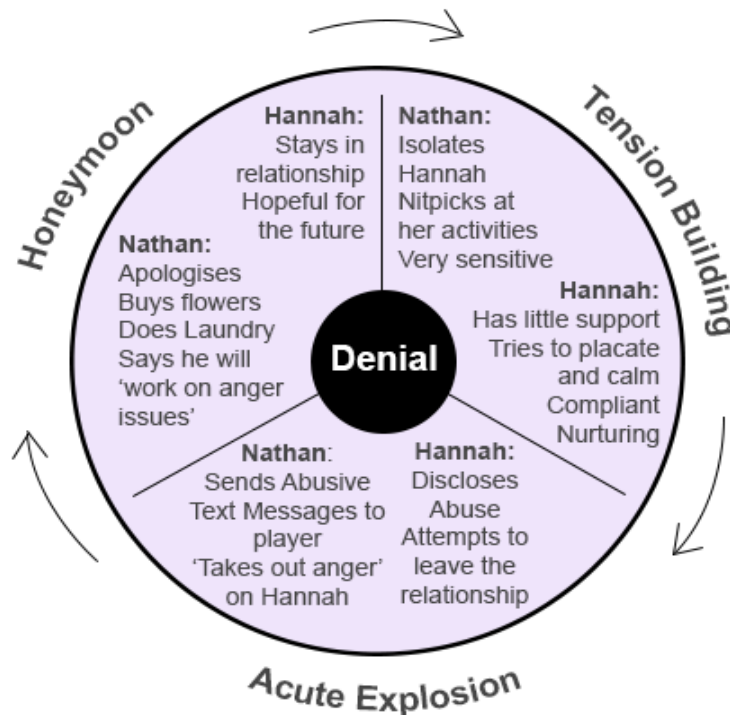 Honeymoon
Tension Building
Hannah:
Stays in
relationship
Hopeful for
the future
Nathan:
Apologises
Buys flowers
Does Laundry
Says he will
‘work on anger
issues’
Nathan:
Isolates
Hannah
Nitpicks at
her activities
Very sensitive
Hannah:
Has little support
Tries to placate
and calm
Compliant
Nurturing
Denial
Nathan:
Sends Abusive
Text Messages to
player
‘Takes out anger’
on Hannah
Hannah:
Discloses
Abuse
Attempts to
leave the
relationship
Acute Explosion